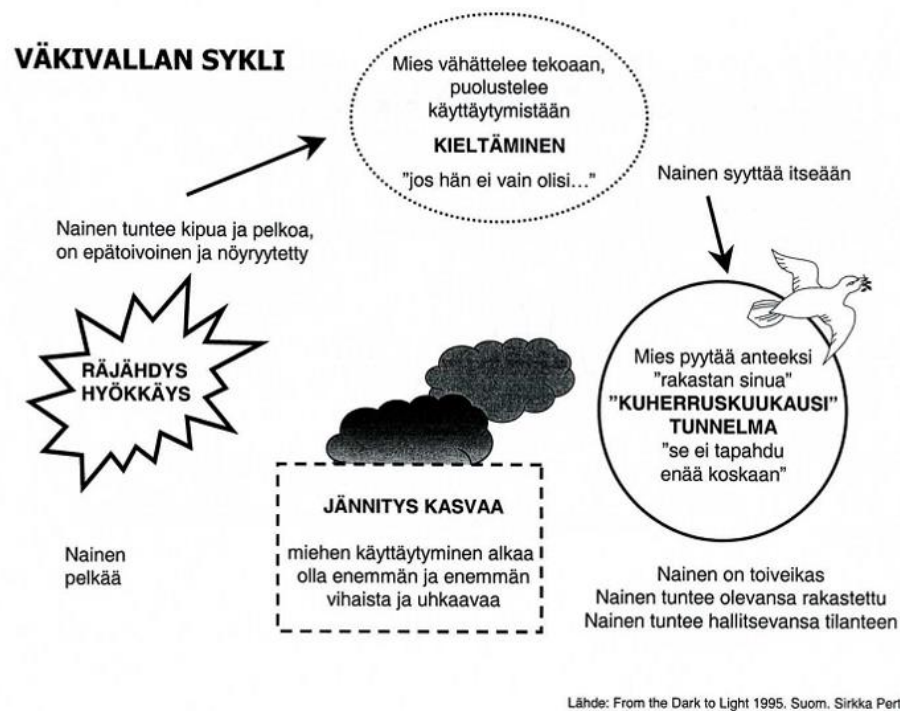 VÄKIVALLAN SYKLI
Mies vähättelee tekoaan,
puolustelee
käyttäytymistään
KIELTÄMINEN
"jos hän ei vain olisi…"
Nainen syyttää itseään
Nainen tuntee kipua ja pelkoa,
on epätoivoinen ja nöyryytetty
RÄJÄHDYS
HYÖKKÄYS
Mies pyytää anteeksi
"rakastan sinua"
"KUHERRUSKUUKAUSI"
TUNNELMA
"se ei tapahdu
enää koskaan"
JÄNNITYS KASVAA
miehen käyttäytyminen alkaa
olla enemmän ja enemmän
vihaista ja uhkaavaa
Nainen
pelkää
Nainen on toiveikas
Nainen tuntee olevansa rakastettu
Nainen tuntee hallitsevansa tilanteen
Lähde: From the Dark to Light 1995. Suom. Sirkka